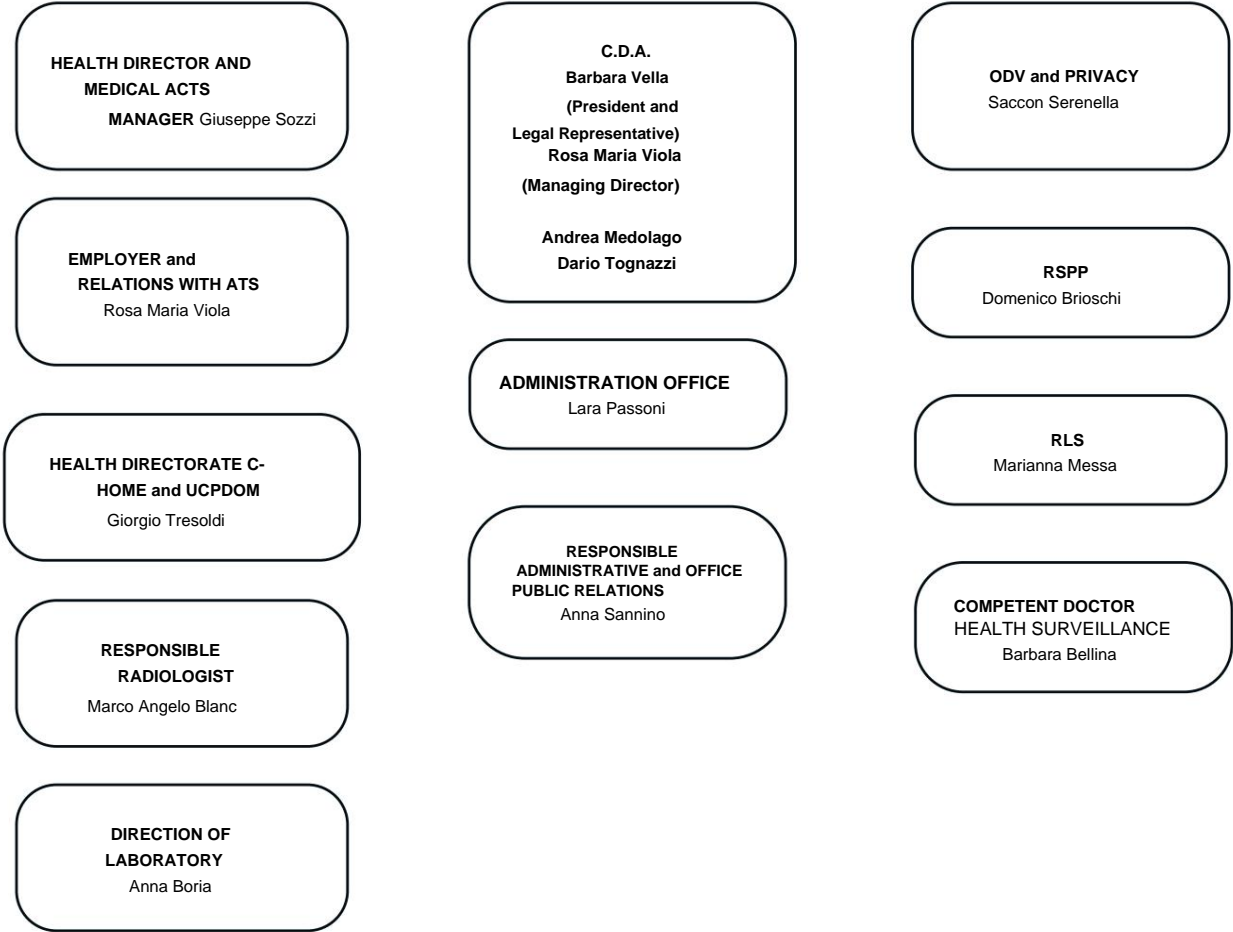 HEALTH DIRECTOR AND
MEDICAL ACTS
MANAGER Giuseppe Sozzi
EMPLOYER and
RELATIONS WITH ATS
Rosa Maria Viola
HEALTH DIRECTORATE C-
HOME and UCPDOM
Giorgio Tresoldi
RESPONSIBLE
RADIOLOGIST
Marco Angelo Blanc
DIRECTION OF
LABORATORY
Anna Boria
C.D.A.
Barbara Vella
(President and
Legal Representative)
Rosa Maria Viola
(Managing Director)
Andrea Medolago
Dario Tognazzi
ADMINISTRATION OFFICE
Lara Passoni
RESPONSIBLE
ADMINISTRATIVE and OFFICE
PUBLIC RELATIONS
Anna Sannino
ODV and PRIVACY
Saccon Serenella
RSPP
Domenico Brioschi
RLS
Marianna Messa
COMPETENT DOCTOR
HEALTH SURVEILLANCE
Barbara Bellina